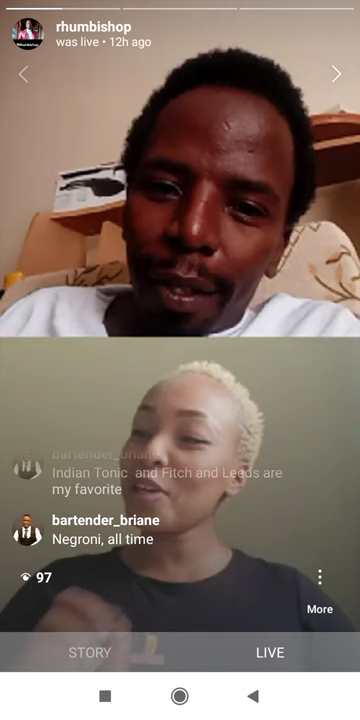 rhumbishop
was live • 12h ago
bartender_briane
Indian Tonic and Fitch and Leeds are
my favorite
bartender_briane
Negroni, all time
97
More
STORY
LIVE